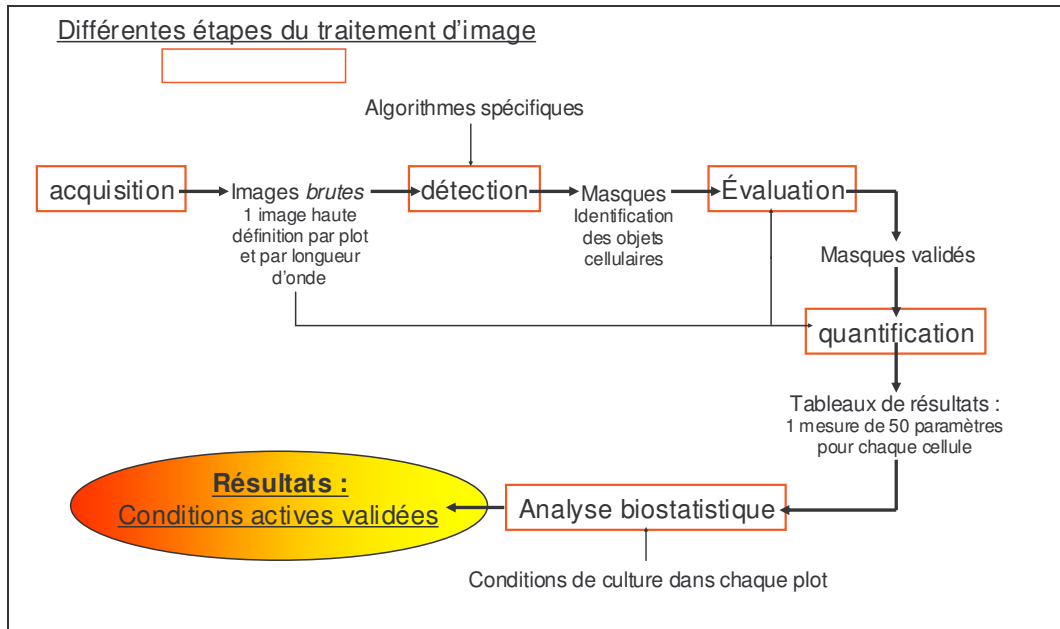 Différentes étapes du traitement d'image
Algorithmes spécifiques
acquisition
Images brutes
1 image haute
définition par plot
et par longueur
d'onde
détection
Masques
Identification
des objets
cellulaires
Évaluation
Masques validés
quantification
Tableaux de résultats :
1 mesure de 50 paramètres
pour chaque cellule
Analyse biostatistique
Résultats :
Conditions actives validées
Conditions de culture dans chaque plot